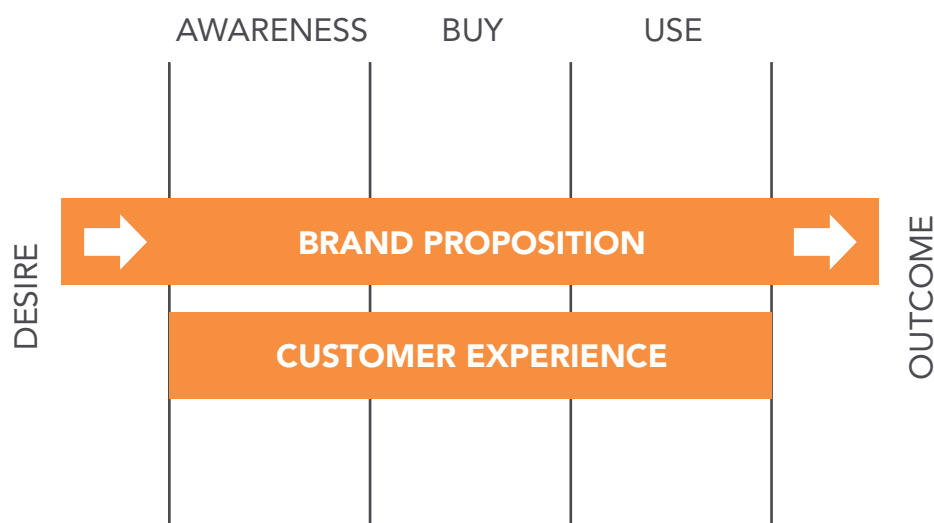 AWARENESS BUY USE
DESIRE
BRAND PROPOSITION
OUTCOME
CUSTOMER EXPERIENCE